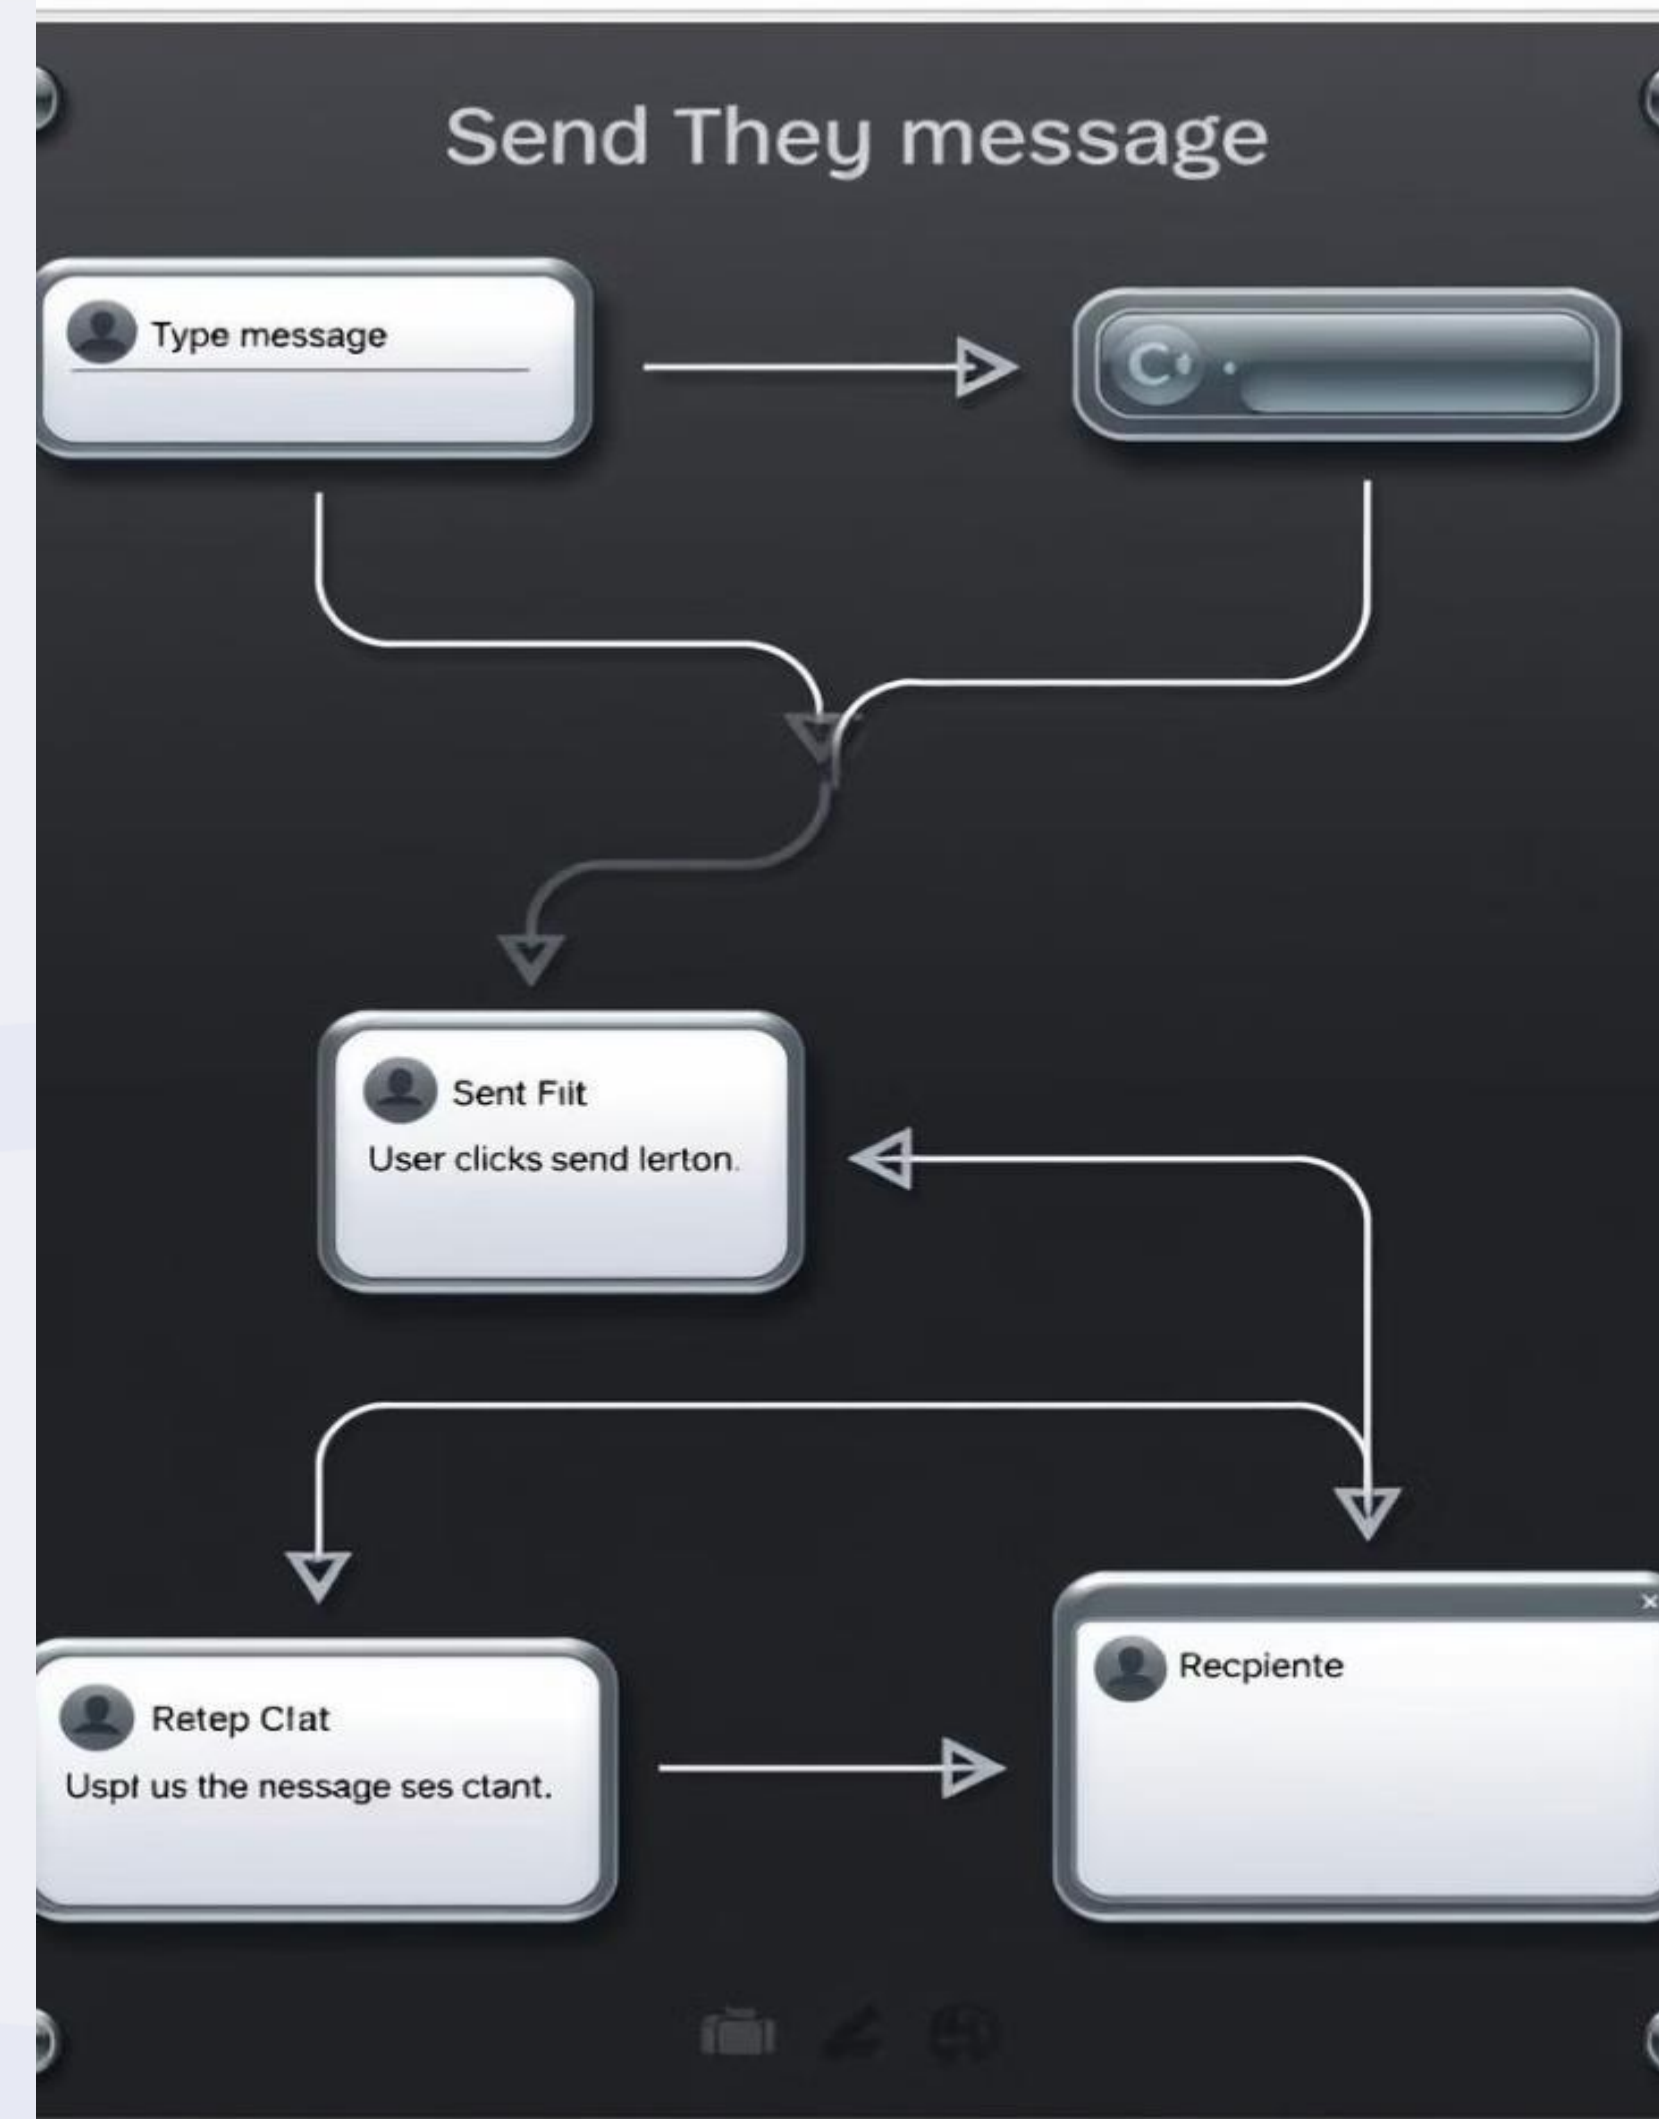 Send They message
Type message
Sent Fiit
User clicks send lerton.
Retep Clat
Uspt us the nessage ses ctant.
Recpiente